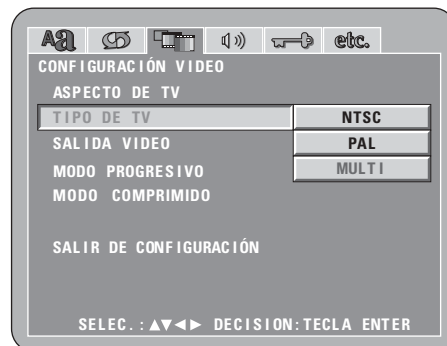 Aa etc.
CONFIGURACIÓN VIDEO
ASPECTO DE TV
TIPO DE TV NTSC
SALIDA VIDEO PAL
MODO PROGRESIVO MULTI
MODO COMPRIMIDO
SALIR DE CONFIGURACIÓN
SELEC.:▲▼◄► DECISION:TECLA ENTER